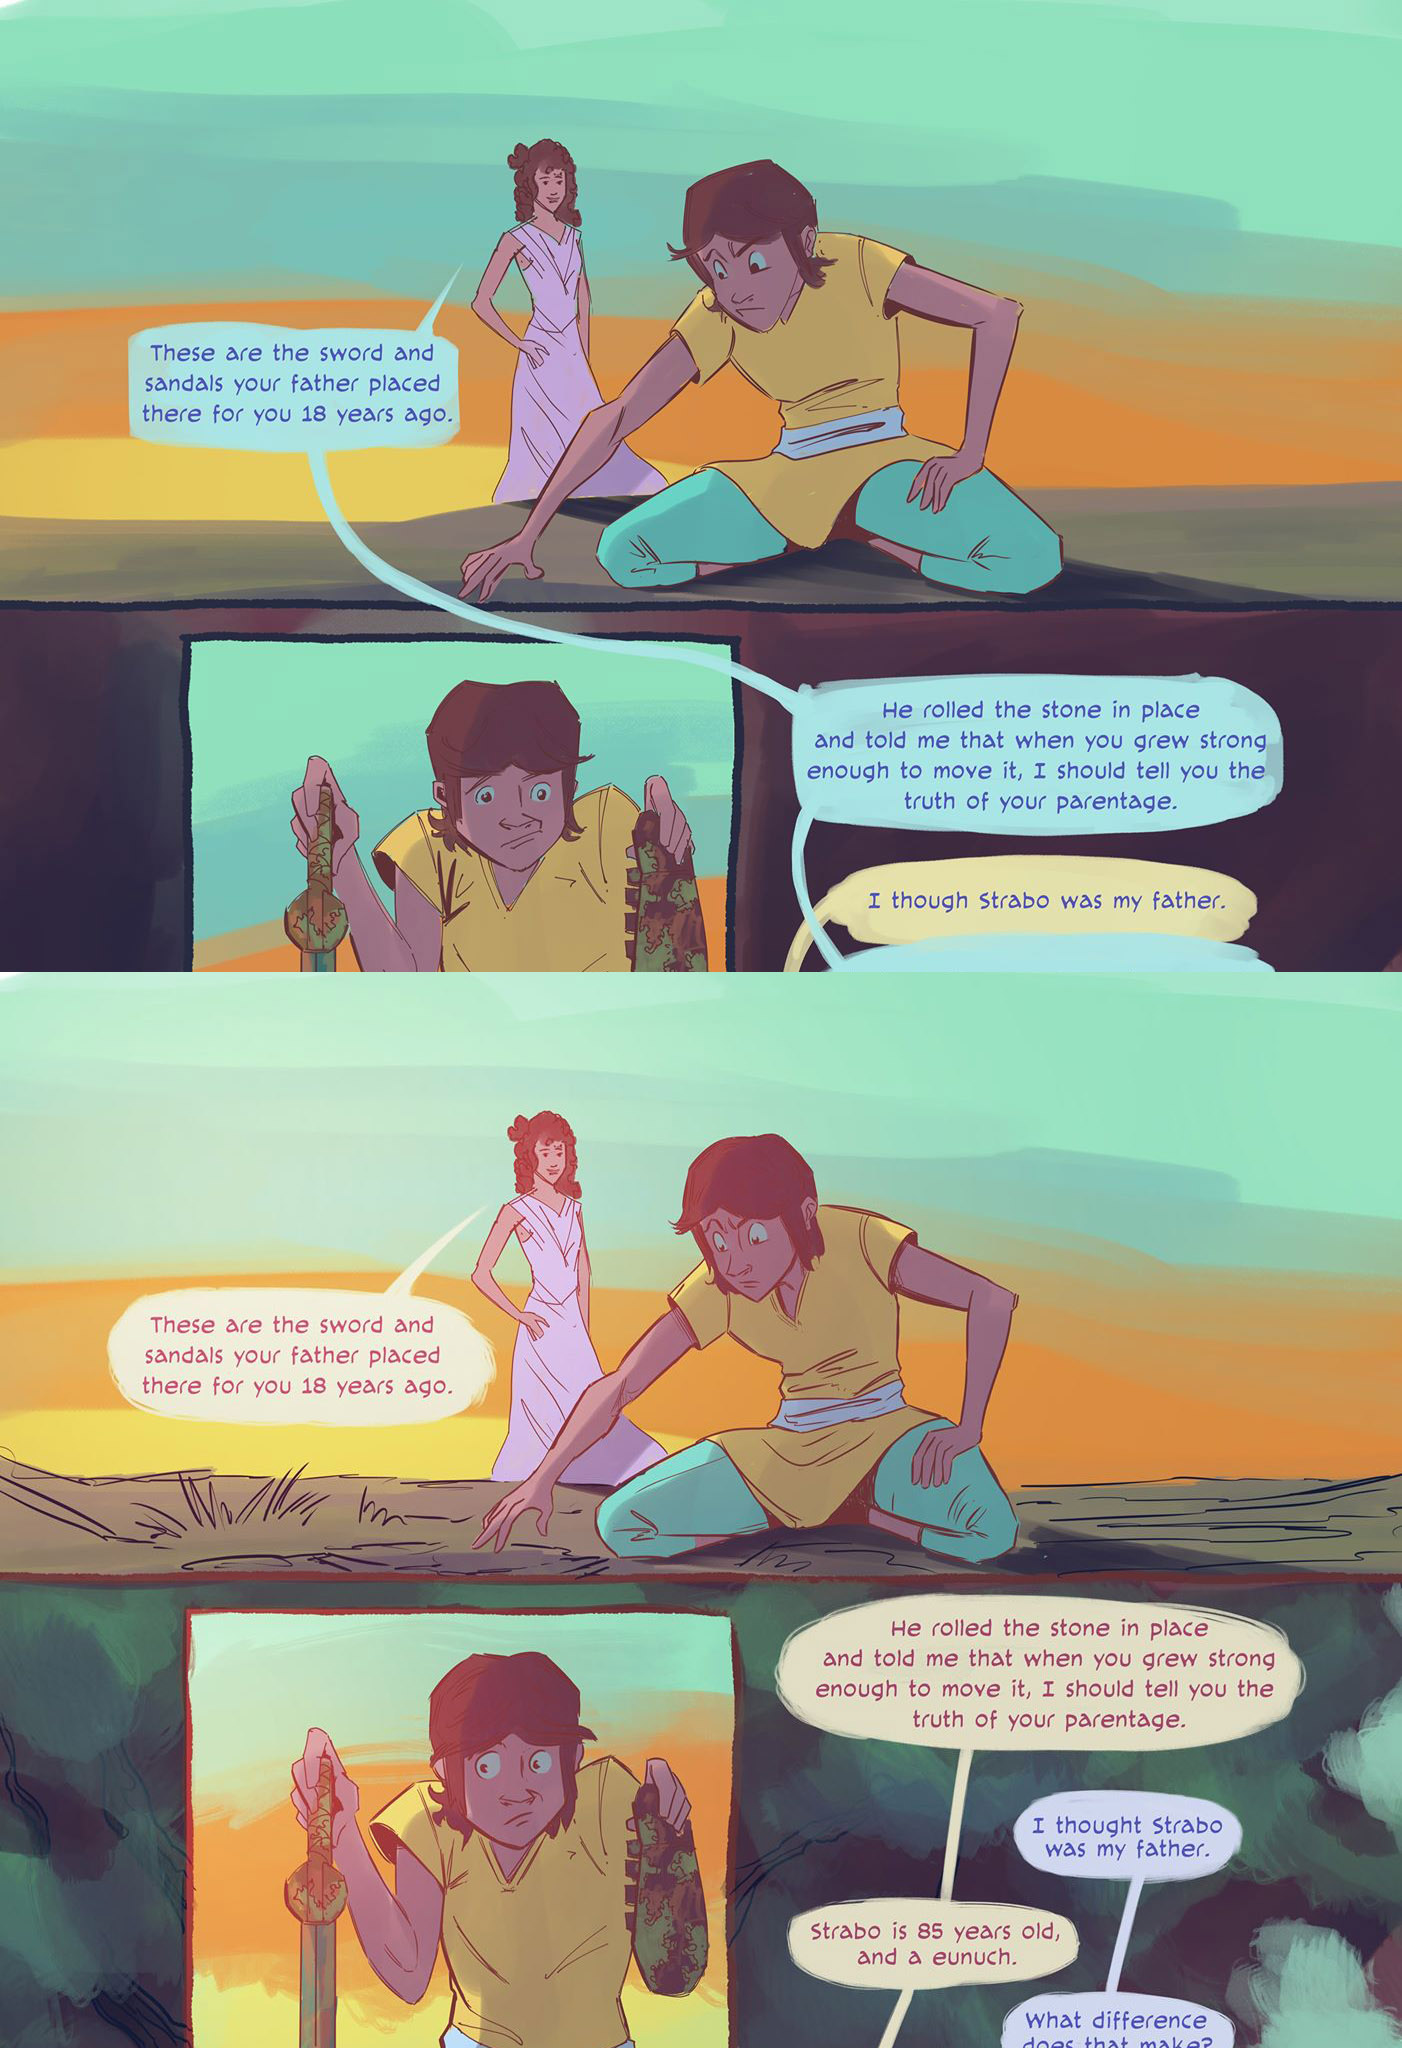 These are the sword and
sandals your father placed
there for you 18 years ago.
He rolled the stone in place
and told me that when you grew strong
enough to move it, I should tell you the
truth of your parentage.
I though Strabo was my father.
These are the sword and
sandals your father placed
there for you 18 years ago.
He rolled the stone in place
and told me that when you grew strong
enough to move it, I should tell you the
truth of your parentage.
I thought Strabo
was my father.
Strabo is 85 years old,
and a eunuch.
What difference
does that make?